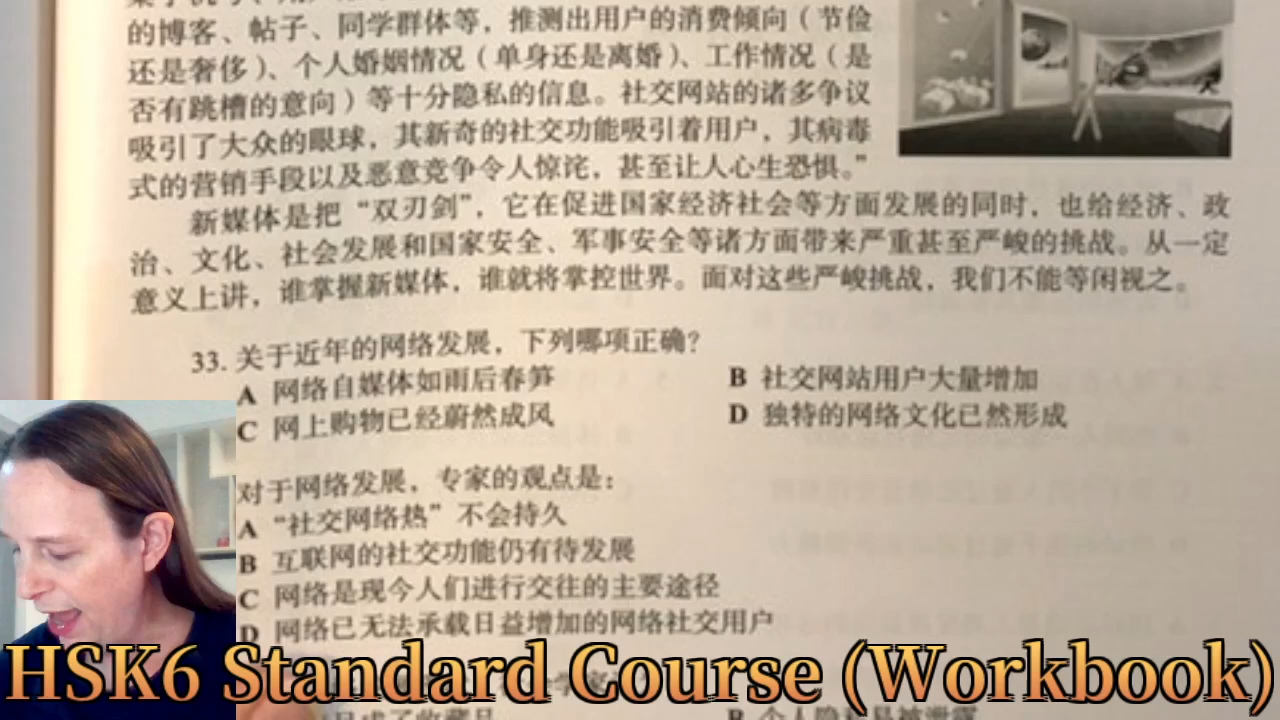 的博客、帖子、同学群体等，推测出用户的消费倾向（节俭
还是奢侈）、个人婚姻情况（单身还是离婚）、工作情况（是
否有跳槽的意向）等十分隐私的信息。社交网站的诸多争议
吸引了大众的眼球，其新奇的社交功能吸引着用户，其病毒
式的营销手段以及恶意竞争令人惊诧，甚至让人心生恐惧。”
新媒体是把“双刃剑”，它在促进国家经济社会等方面发展的同时，也给经济、政
治、文化、社会发展和国家安全、军事安全等诸方面带来严重甚至严峻的挑战。从一定
意义上讲，谁掌握新媒体，谁就将掌控世界。面对这些严峻挑战，我们不能等闲视之。
33. 关于近年的网络发展，下列哪项正确？
A 网络自媒体如雨后春笋
B 社交网站用户大量增加
C 网上购物已经蔚然成风
D 独特的网络文化已然形成
对于网络发展，专家的观点是：
A “社交网络热”不会持久
B 互联网的社交功能仍有待发展
C 网络是现今人们进行交往的主要途径
D 网络已无法承载日益增加的网络社交用户
HSK6 Standard Course (Workbook)
B 个人隐私易被泄露